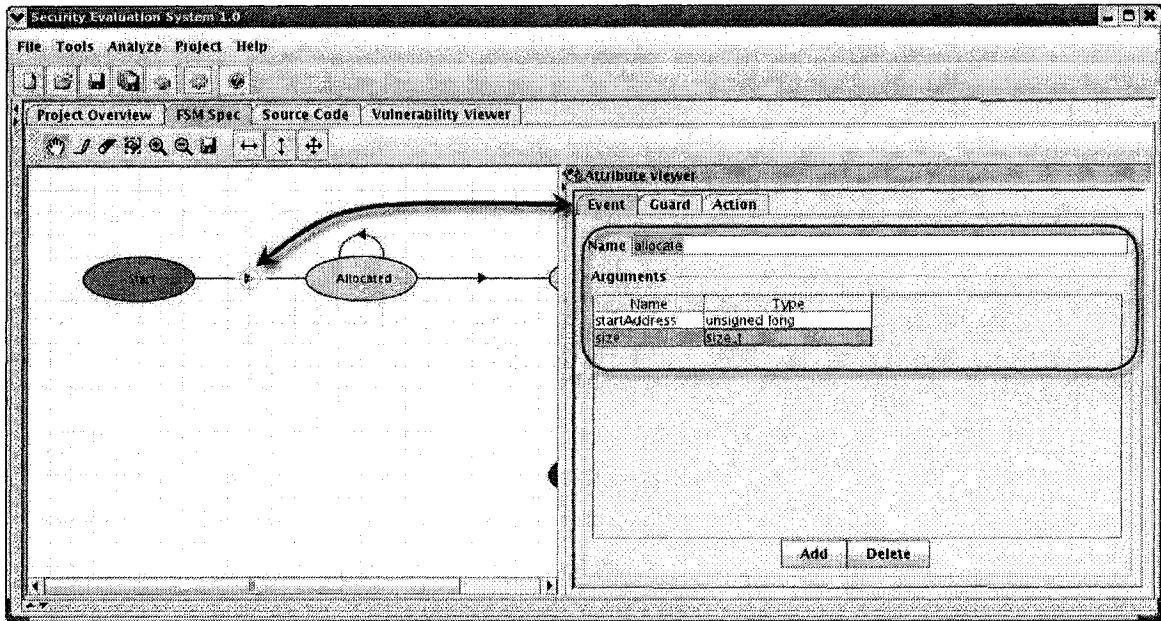 Security Evaluation System 1.0
File Tools Analyze Project Help
Project Overview FSM Spec Source Code Vulnerability Viewer
Attribute viewer
Event Guard Action
Name allocate
Arguments
Name Type
startAddress unsigned long
size size_t
Start Allocated
Add Delete